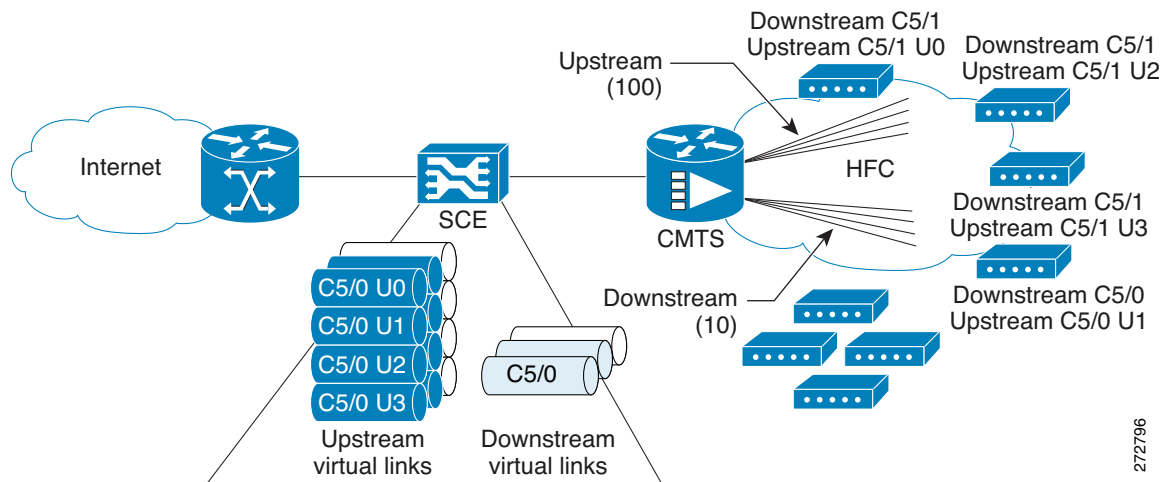 Downstream C5/1
Upstream C5/1 U0
Downstream C5/1
Upstream C5/1 U2
Upstream
(100)
Internet
HFC
SCE
CMTS
Downstream C5/1
Upstream C5/1 U3
Downstream
(10)
Downstream C5/0
Upstream C5/0 U1
C5/0 U0
C5/0 U1
C5/0 U2
C5/0 U3
C5/0
Upstream
virtual links
Downstream
virtual links
272796